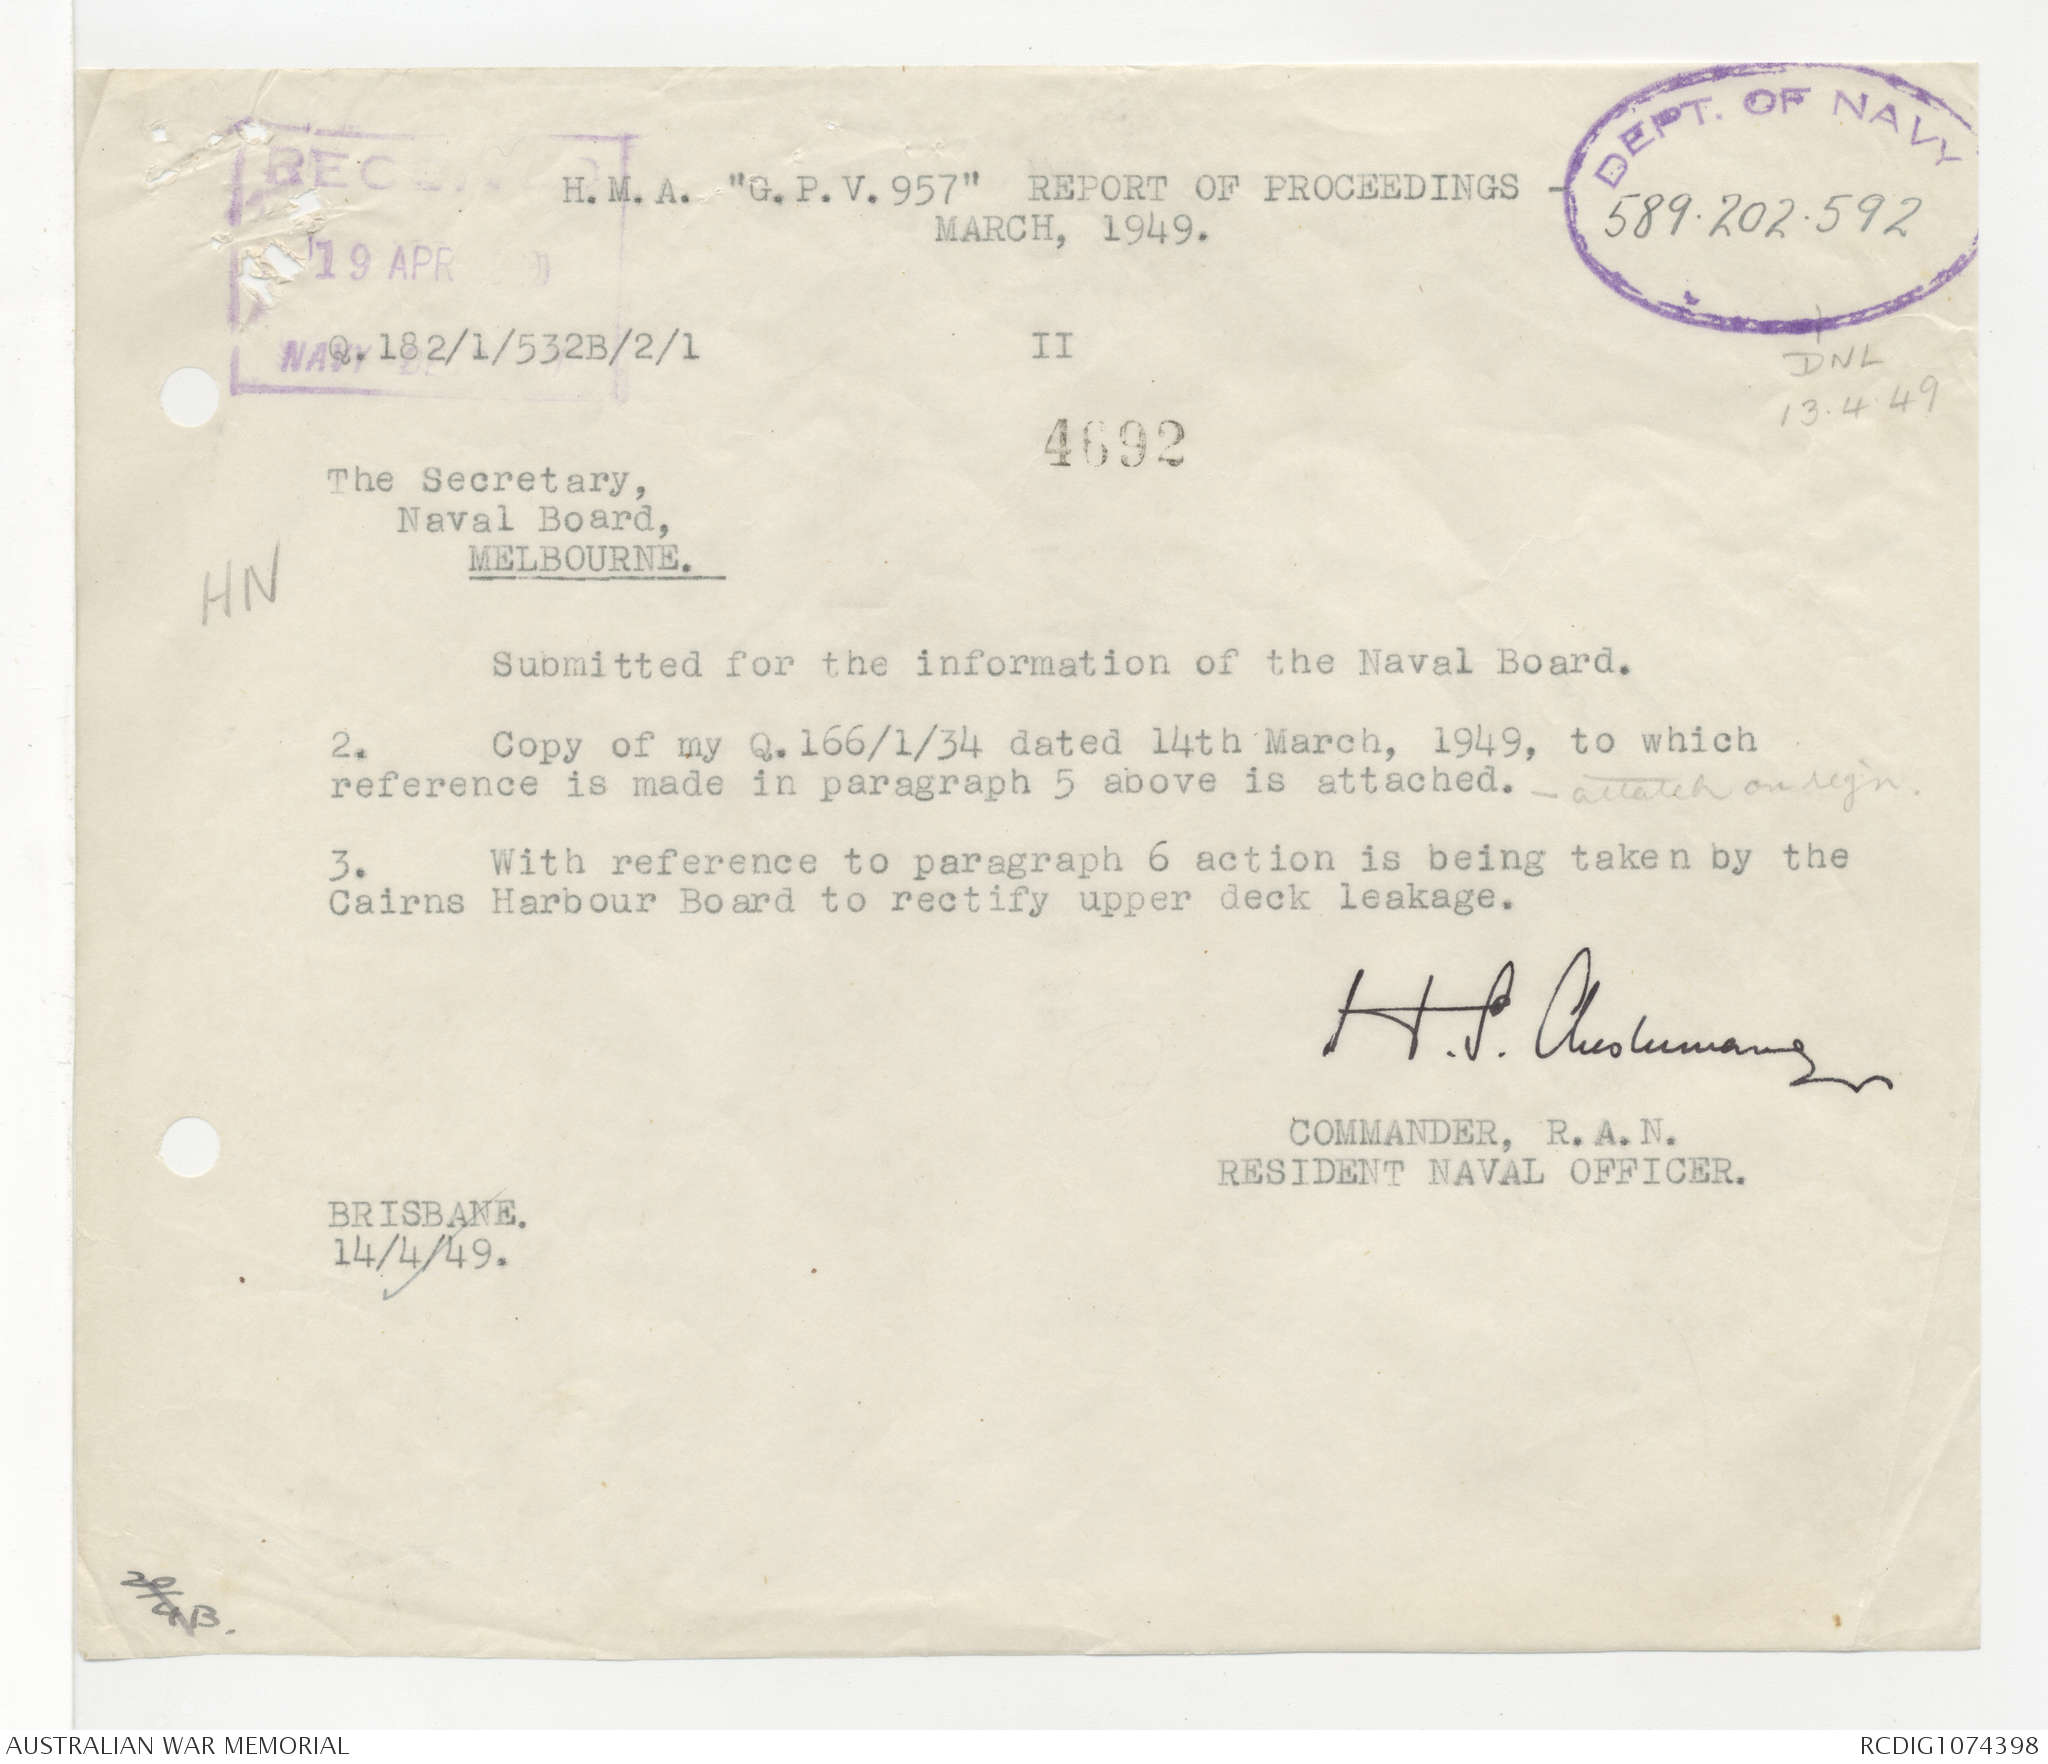 DEPT. OF NAVY
589.202.592
19 APR
NAVY
H.M.A. "G.P.V.957" REPORT OF PROCEEDINGS -
MARCH, 1949.
Q.182/1/532B/2/1 II
DNL
13.4.49
4692
The Secretary,
Naval Board,
MELBOURNE.
HN
Submitted for the information of the Naval Board.
2. Copy of my Q.166/1/34 dated 14th March, 1949, to which
reference is made in paragraph 5 above is attached. -
3. With reference to paragraph 6 action is being taken by the
Cairns Harbour Board to rectify upper deck leakage.
H.S.
COMMANDER, R.A.N.
RESIDENT NAVAL OFFICER.
BRISBANE.
14/4/49.
AUSTRALIAN WAR MEMORIAL RCDIG1074398